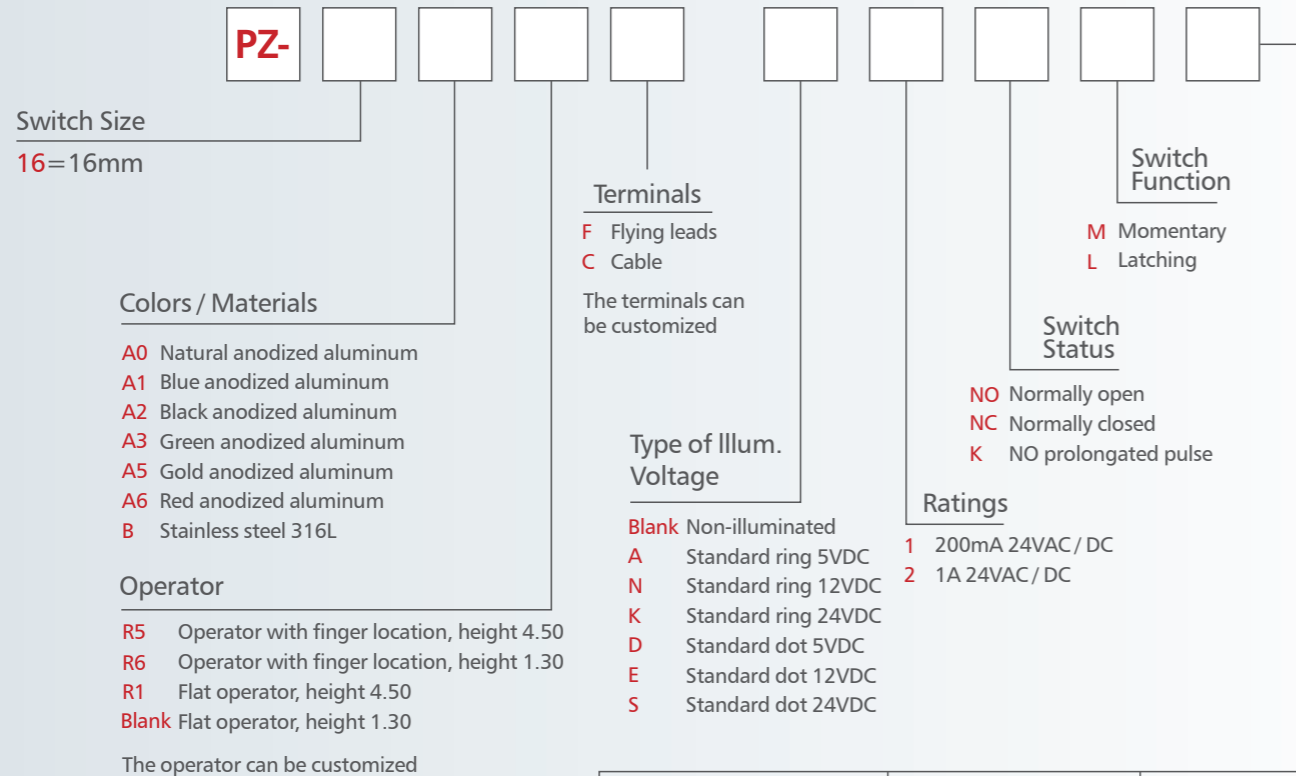 PZ-
Switch Size
16=16mm
Colors / Materials
A0 Natural anodized aluminum
A1 Blue anodized aluminum
A2 Black anodized aluminum
A3 Green anodized aluminum
A5 Gold anodized aluminum
A6 Red anodized aluminum
B Stainless steel 316L
Operator
R5 Operator with finger location, height 4.50
R6 Operator with finger location, height 1.30
R1 Flat operator, height 4.50
Blank Flat operator, height 1.30
The operator can be customized
Terminals
F Flying leads
C Cable
The terminals can
be customized
Type of Illum.
Voltage
Blank Non-illuminated
A Standard ring 5VDC
N Standard ring 12VDC
K Standard ring 24VDC
D Standard dot 5VDC
E Standard dot 12VDC
S Standard dot 24VDC
Ratings
1 200mA 24VAC / DC
2 1A 24VAC / DC
Switch
Status
NO Normally open
NC Normally closed
K NO prolongated pulse
Switch
Function
M Momentary
L Latching